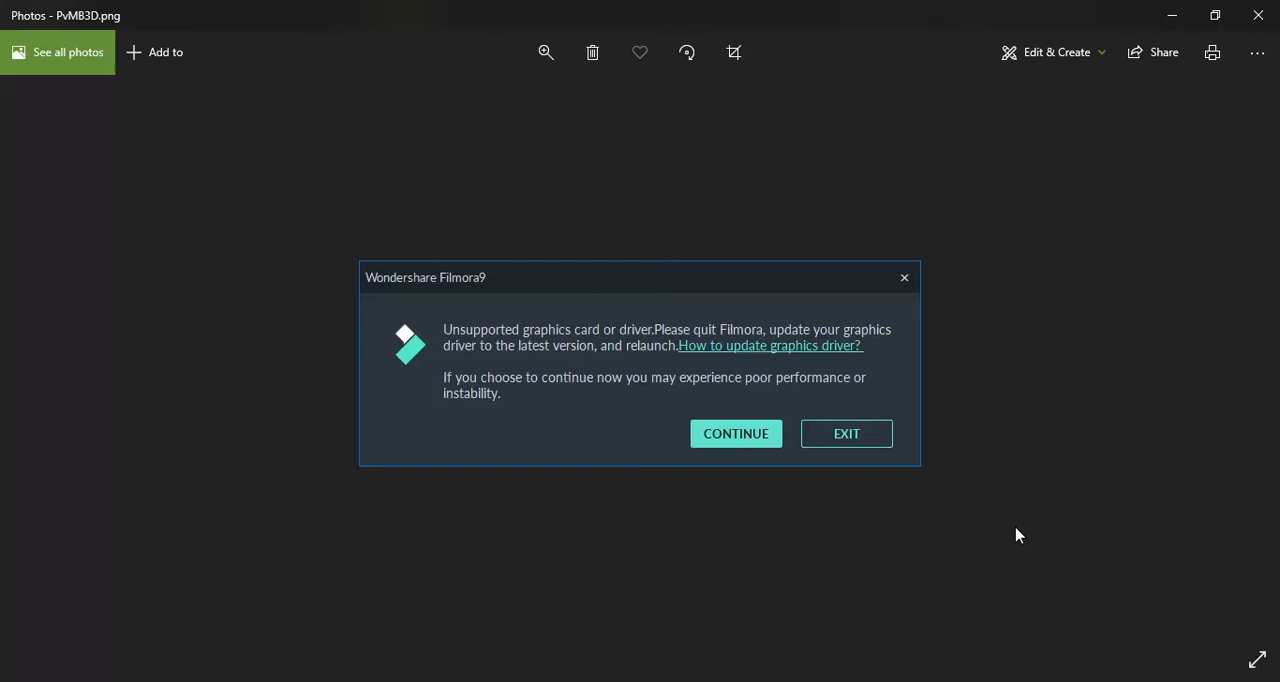 Photos - PvMB3D.png
See all photos
Add to
Edit & Create
Share
Wondershare Filmora9
Unsupported graphics card or driver.Please quit Filmora, update your graphics
driver to the latest version, and relaunch.How to update graphics driver?
If you choose to continue now you may experience poor performance or
instability.
CONTINUE
EXIT